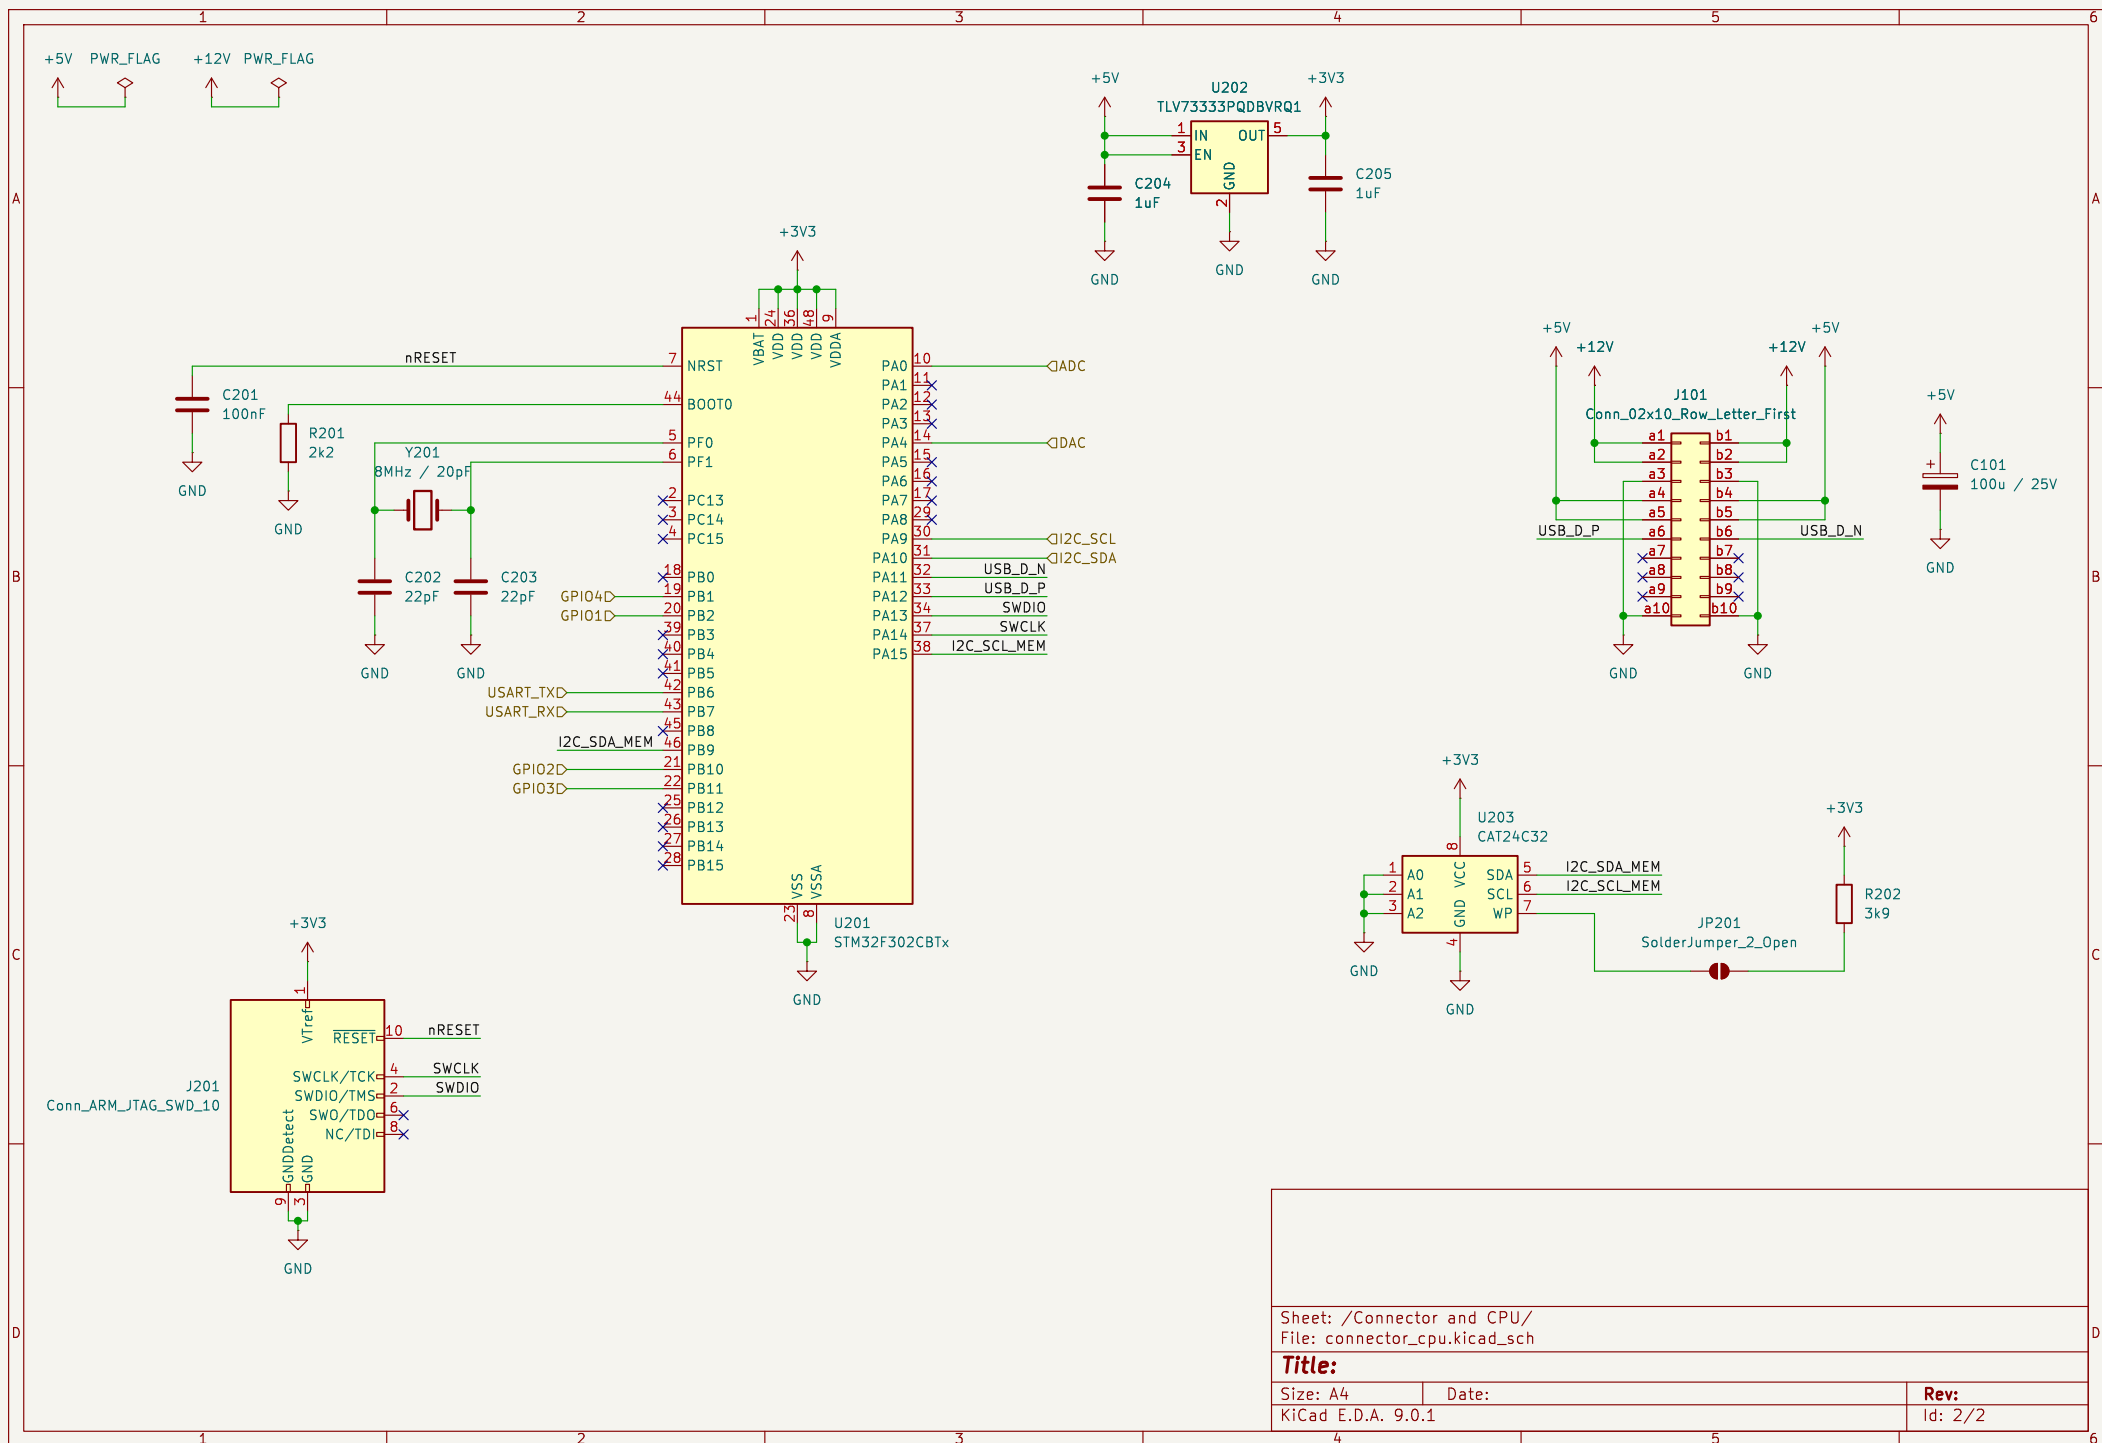 1 2 3 4 5 6
+5V PWR_FLAG +12V PWR_FLAG
+5V
+3V3
U202
TLV73333PQDBVRQ1
1 IN OUT 5
3 EN
GND
2
C204
1uF
C205
1uF
GND
GND
GND
A A
+3V3
1 24 36 48 9
VBAT VDD VDD VDD VDDA
nRESET 7 NRST
44 BOOT0
5 PF0
6 PF1
2 PC13
3 PC14
4 PC15
18 PB0
GPIO4 19 PB1
GPIO1 20 PB2
39 PB3
40 PB4
41 PB5
USART_TX 42 PB6
USART_RX 43 PB7
45 PB8
I2C_SDA_MEM 46 PB9
GPIO2 21 PB10
GPIO3 22 PB11
25 PB12
26 PB13
27 PB14
28 PB15
PA0 10 ADC
PA1 11
PA2 12
PA3 13
PA4 14 DAC
PA5 15
PA6 16
PA7 17
PA8 29
PA9 30 I2C_SCL
PA10 31 I2C_SDA
PA11 32 USB_D_N
PA12 33 USB_D_P
PA13 34 SWDIO
PA14 37 SWCLK
PA15 38 I2C_SCL_MEM
VSS VSSA
23 8
U201
STM32F302CBTx
GND
C201
100nF
GND
R201
2k2
GND
Y201
8MHz / 20pF
C202
22pF
GND
C203
22pF
GND
+5V +5V
+12V +12V
J101
Conn_02x10_Row_Letter_First
a1 b1
a2 b2
a3 b3
a4 b4
a5 b5
USB_D_P a6 b6 USB_D_N
a7 b7
a8 b8
a9 b9
a10 b10
GND GND
+5V
+
C101
100u / 25V
GND
B B
+3V3
U203
CAT24C32
8
VCC
1 A0 SDA 5 I2C_SDA_MEM
2 A1 SCL 6 I2C_SCL_MEM
3 A2 WP 7
GND
4
GND
GND
JP201
SolderJumper_2_Open
+3V3
R202
3k9
C C
+3V3
1
VTref
RESET 10 nRESET
SWCLK/TCK 4 SWCLK
SWDIO/TMS 2 SWDIO
SWO/TDO 6
NC/TDI 8
GNDDetect GND
9 3
J201
Conn_ARM_JTAG_SWD_10
GND
D D
Sheet: /Connector and CPU/
File: connector_cpu.kicad_sch
Title:
Size: A4 Date: Rev:
KiCad E.D.A. 9.0.1 Id: 2/2
1 2 3 4 5 6